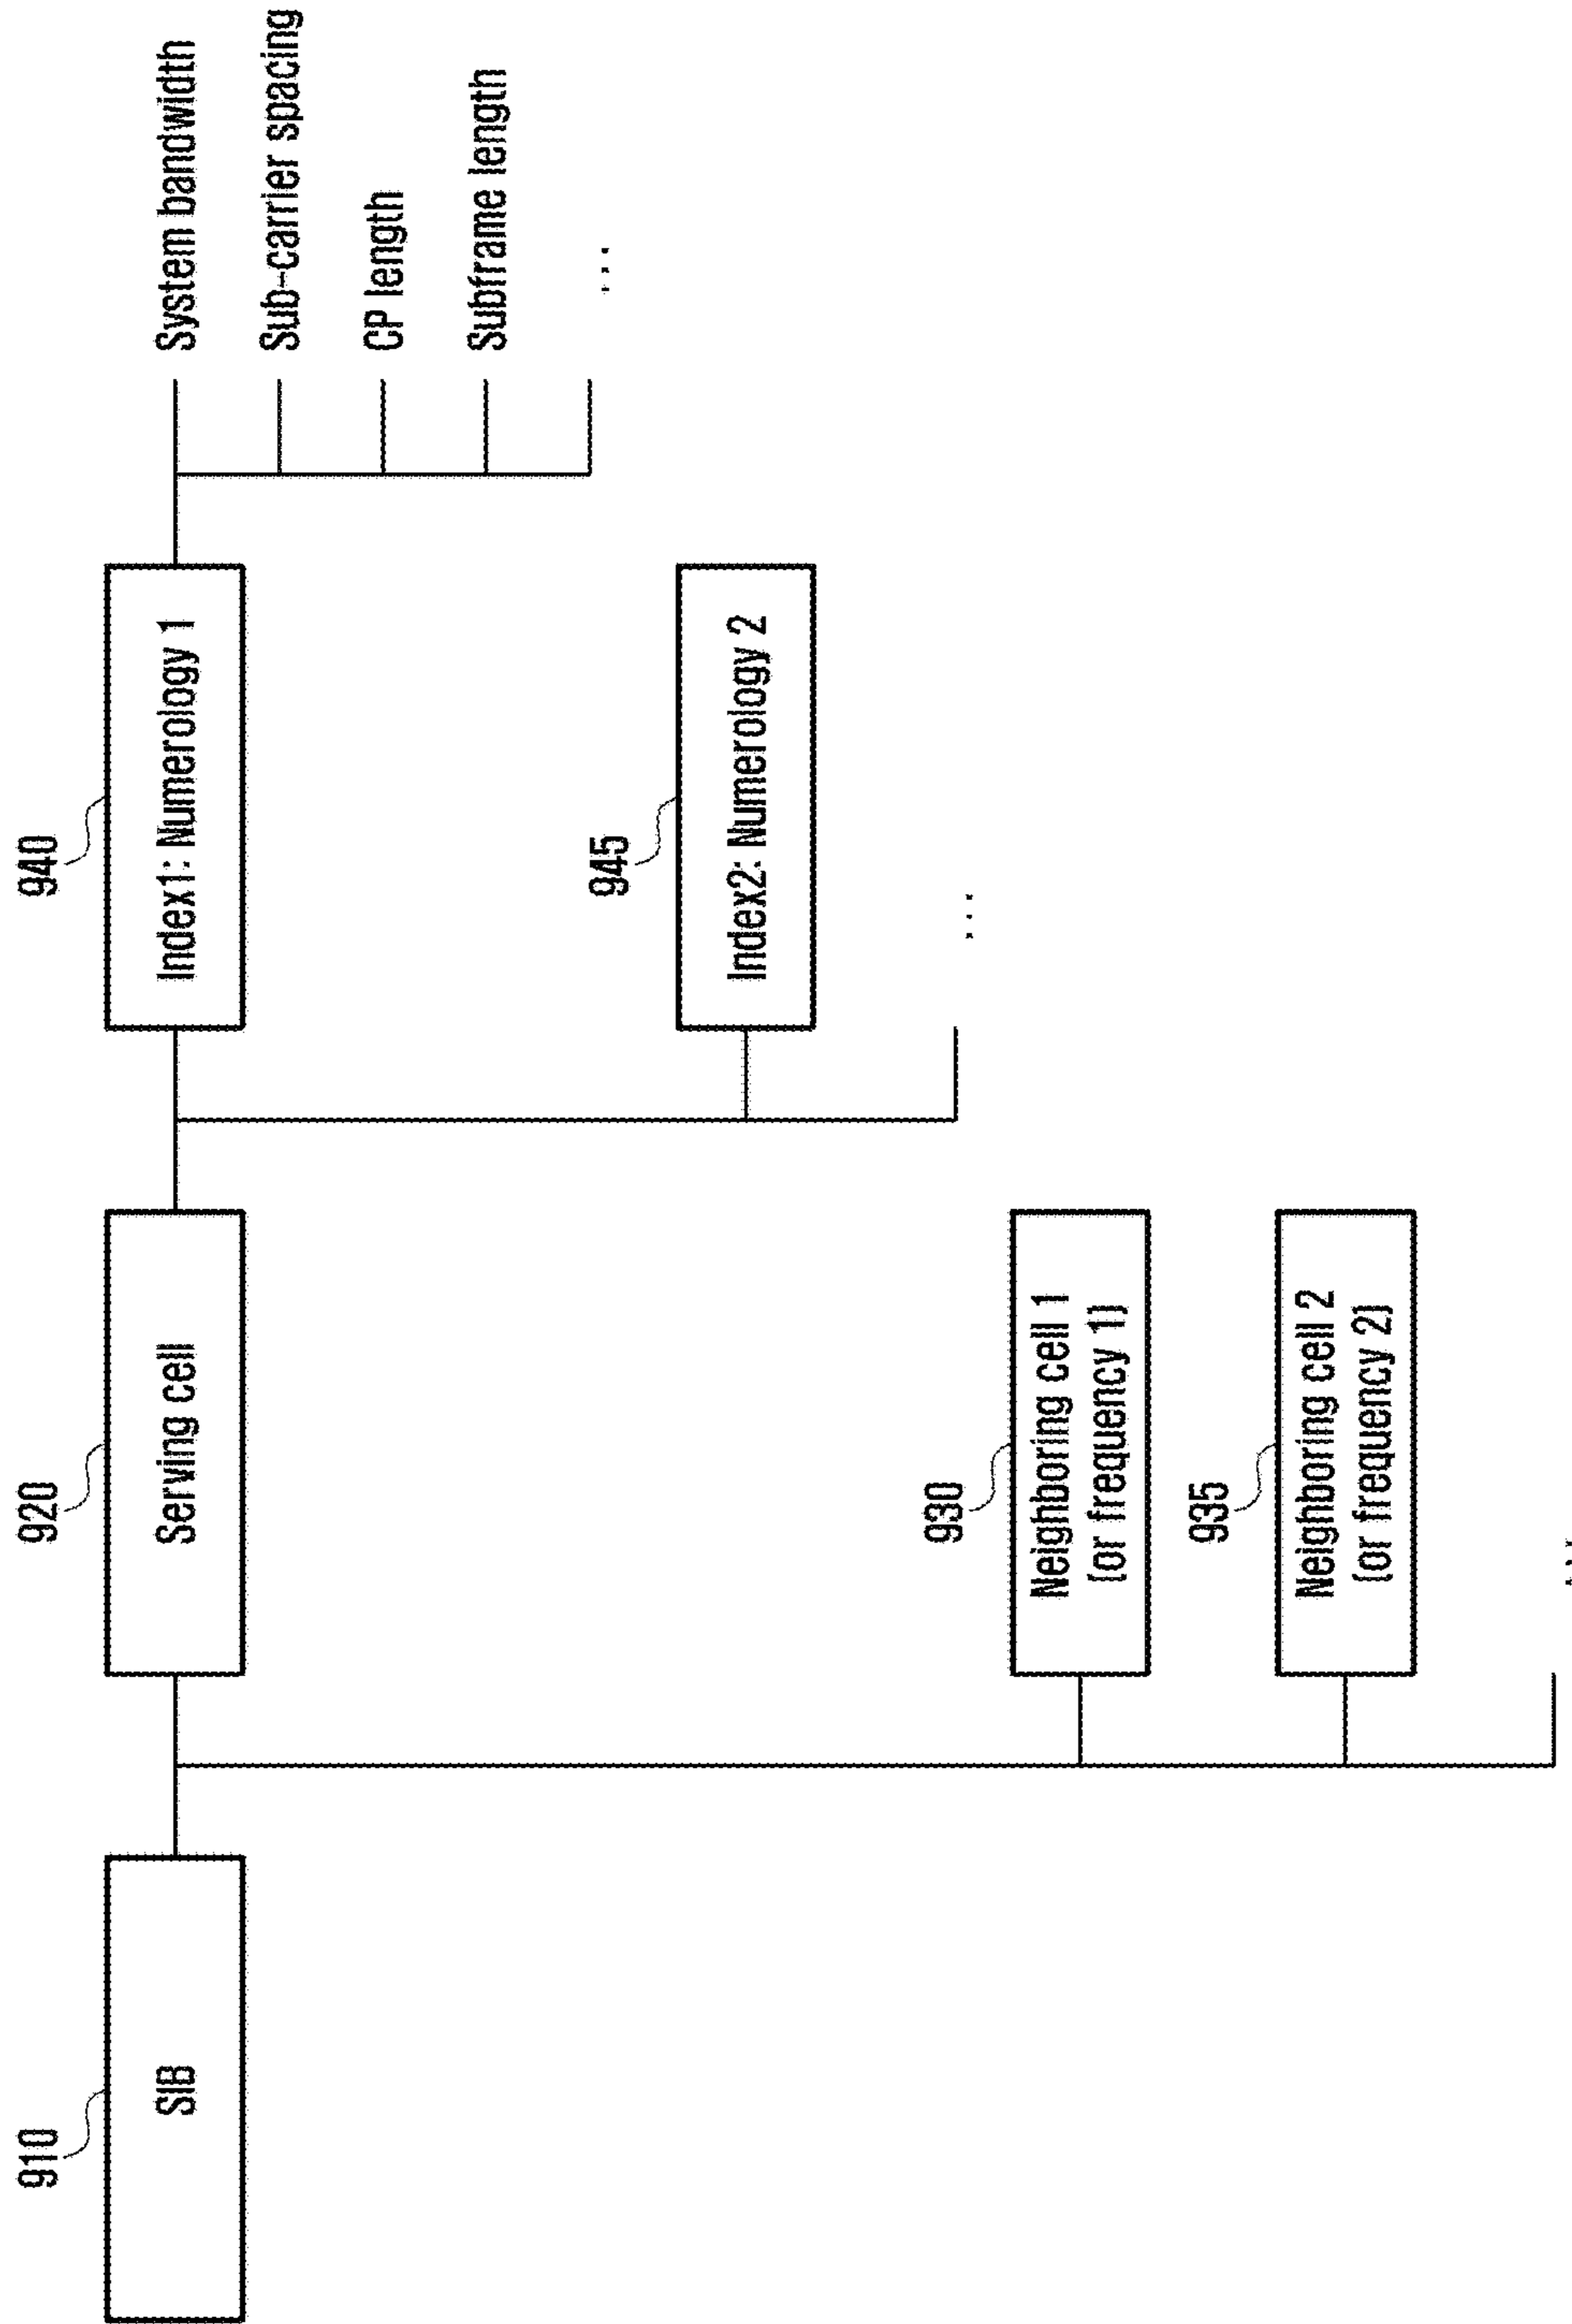 910
SIB
920
Serving cell
930
Neighboring cell 1
(or frequency 1)
935
Neighboring cell 2
(or frequency 2)
...
940
Index1: Numerology 1
945
Index2: Numerology 2
...
System bandwidth
Sub-carrier spacing
CP length
Subframe length
...